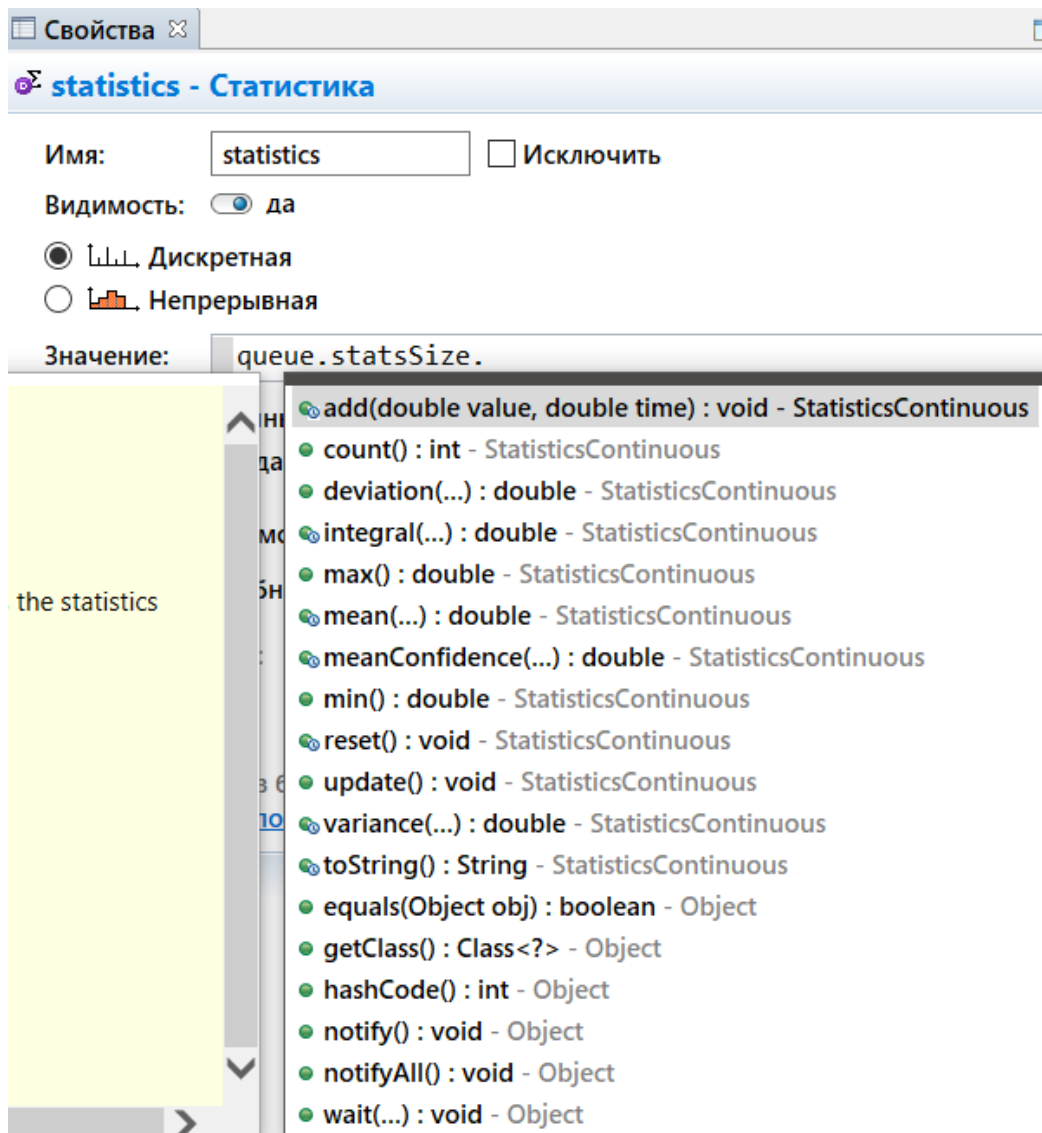 Свойства
statistics - Статистика
Имя: statistics Исключить
Видимость: да
Дискретная
Непрерывная
Значение: queue.statsSize.
add(double value, double time) : void - StatisticsContinuous
count() : int - StatisticsContinuous
deviation(...) : double - StatisticsContinuous
integral(...) : double - StatisticsContinuous
max() : double - StatisticsContinuous
the statistics
mean(...) : double - StatisticsContinuous
meanConfidence(...) : double - StatisticsContinuous
min() : double - StatisticsContinuous
reset() : void - StatisticsContinuous
update() : void - StatisticsContinuous
variance(...) : double - StatisticsContinuous
toString() : String - StatisticsContinuous
equals(Object obj) : boolean - Object
getClass() : Class<?> - Object
hashCode() : int - Object
notify() : void - Object
notifyAll() : void - Object
wait(...) : void - Object